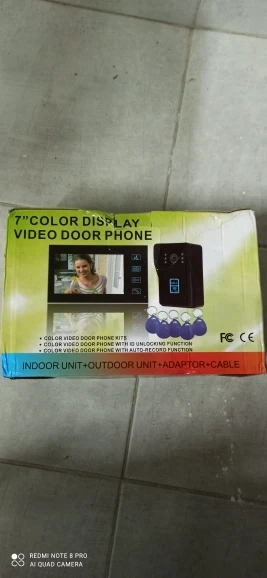 7"COLOR DISPLAY
VIDEO DOOR PHONE
• COLOR VIDEO DOOR PHONE KITS
• COLOR VIDEO DOOR PHONE WITH ID UNLOCKING FUNCTION
• COLOR VIDEO DOOR PHONE WITH AUTO-RECORD FUNCTION
FC CE
INDOOR UNIT+OUTDOOR UNIT+ADAPTOR+CABLE
REDMI NOTE 8 PRO
AI QUAD CAMERA